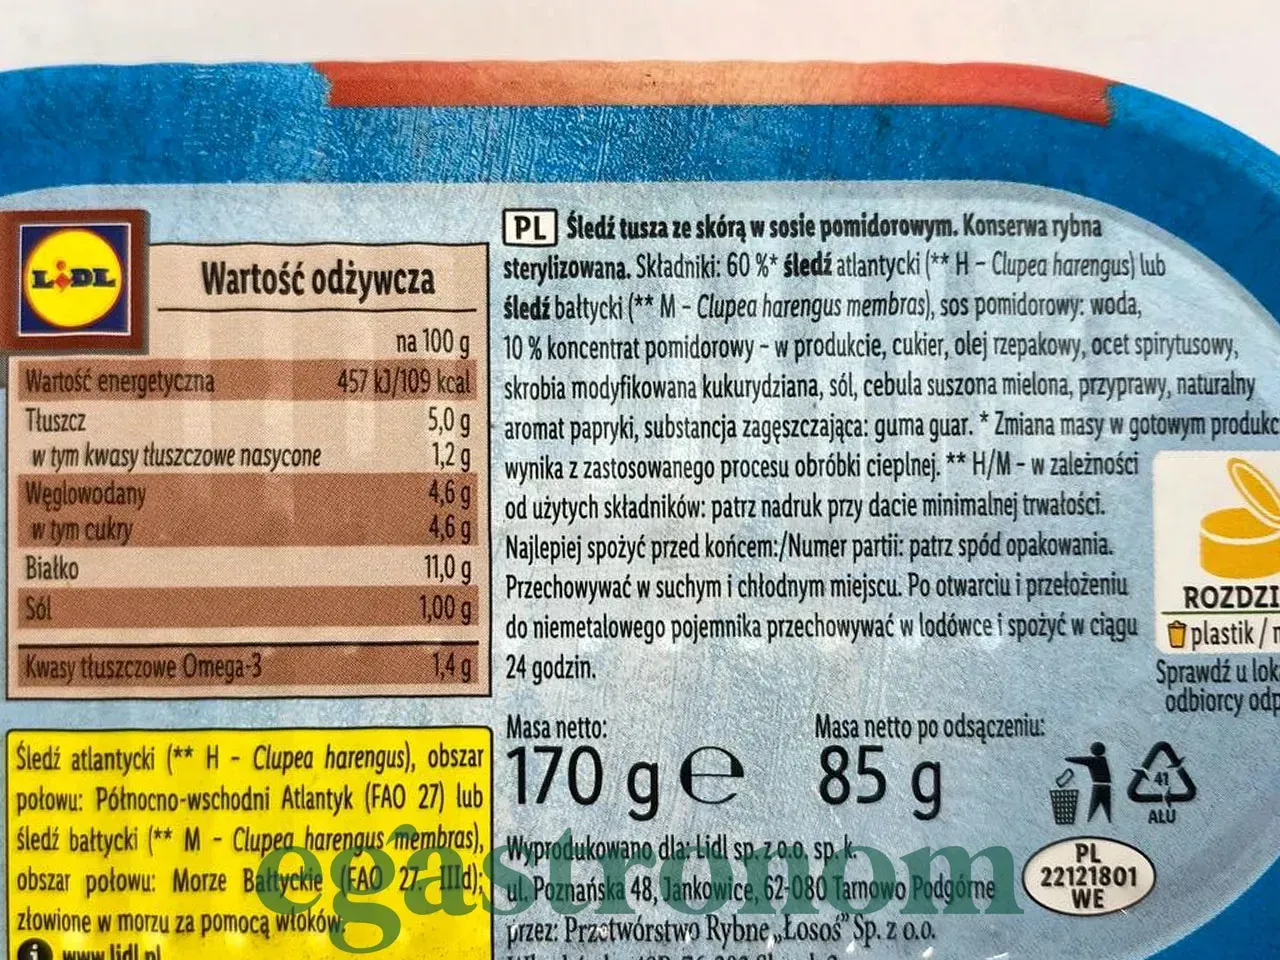 LIDL
Wartość odżywcza
na 100 g
Wartość energetyczna 457 kJ/109 kcal
Tłuszcz 5,0 g
w tym kwasy tłuszczowe nasycone 1,2 g
Węglowodany 4,6 g
w tym cukry 4,6 g
Białko 11,0 g
Sól 1,00 g
Kwasy tłuszczowe Omega-3 1,4 g
Śledź atlantycki (** H - Clupea harengus), obszar
połowu: Północno-wschodni Atlantyk (FAO 27) lub
śledź bałtycki (** M - Clupea harengus membras),
obszar połowu: Morze Bałtyckie (FAO 27. IIId);
złowione w morzu za pomocą włoków.
www.lidl.pl
PL Śledź tusza ze skórą w sosie pomidorowym. Konserwa rybna
sterylizowana. Składniki: 60 %* śledź atlantycki (** H – Clupea harengus) lub
śledź bałtycki (** M – Clupea harengus membras), sos pomidorowy: woda,
10 % koncentrat pomidorowy – w produkcie, cukier, olej rzepakowy, ocet spirytusowy,
skrobia modyfikowana kukurydziana, sól, cebula suszona mielona, przyprawy, naturalny
aromat papryki, substancja zagęszczająca: guma guar. * Zmiana masy w gotowym produkc
wynika z zastosowanego procesu obróbki cieplnej. ** H/M – w zależności
od użytych składników: patrz nadruk przy dacie minimalnej trwałości.
Najlepiej spożyć przed końcem:/Numer partii: patrz spód opakowania.
Przechowywać w suchym i chłodnym miejscu. Po otwarciu i przełożeniu
do niemetalowego pojemnika przechowywać w lodówce i spożyć w ciągu
24 godzin.
Masa netto: Masa netto po odsączeniu:
170 g e 85 g
Wyprodukowano dla: Lidl sp. z o.o. sp. k.
ul. Poznańska 48, Jankowice, 62-080 Tarnowo Podgórne
przez: Przetwórstwo Rybne „Łosoś” Sp. z o.o.
ROZDZI
plastik /
Sprawdź u lok
odbiorcy odp
41
ALU
PL
22121801
WE
egastronom